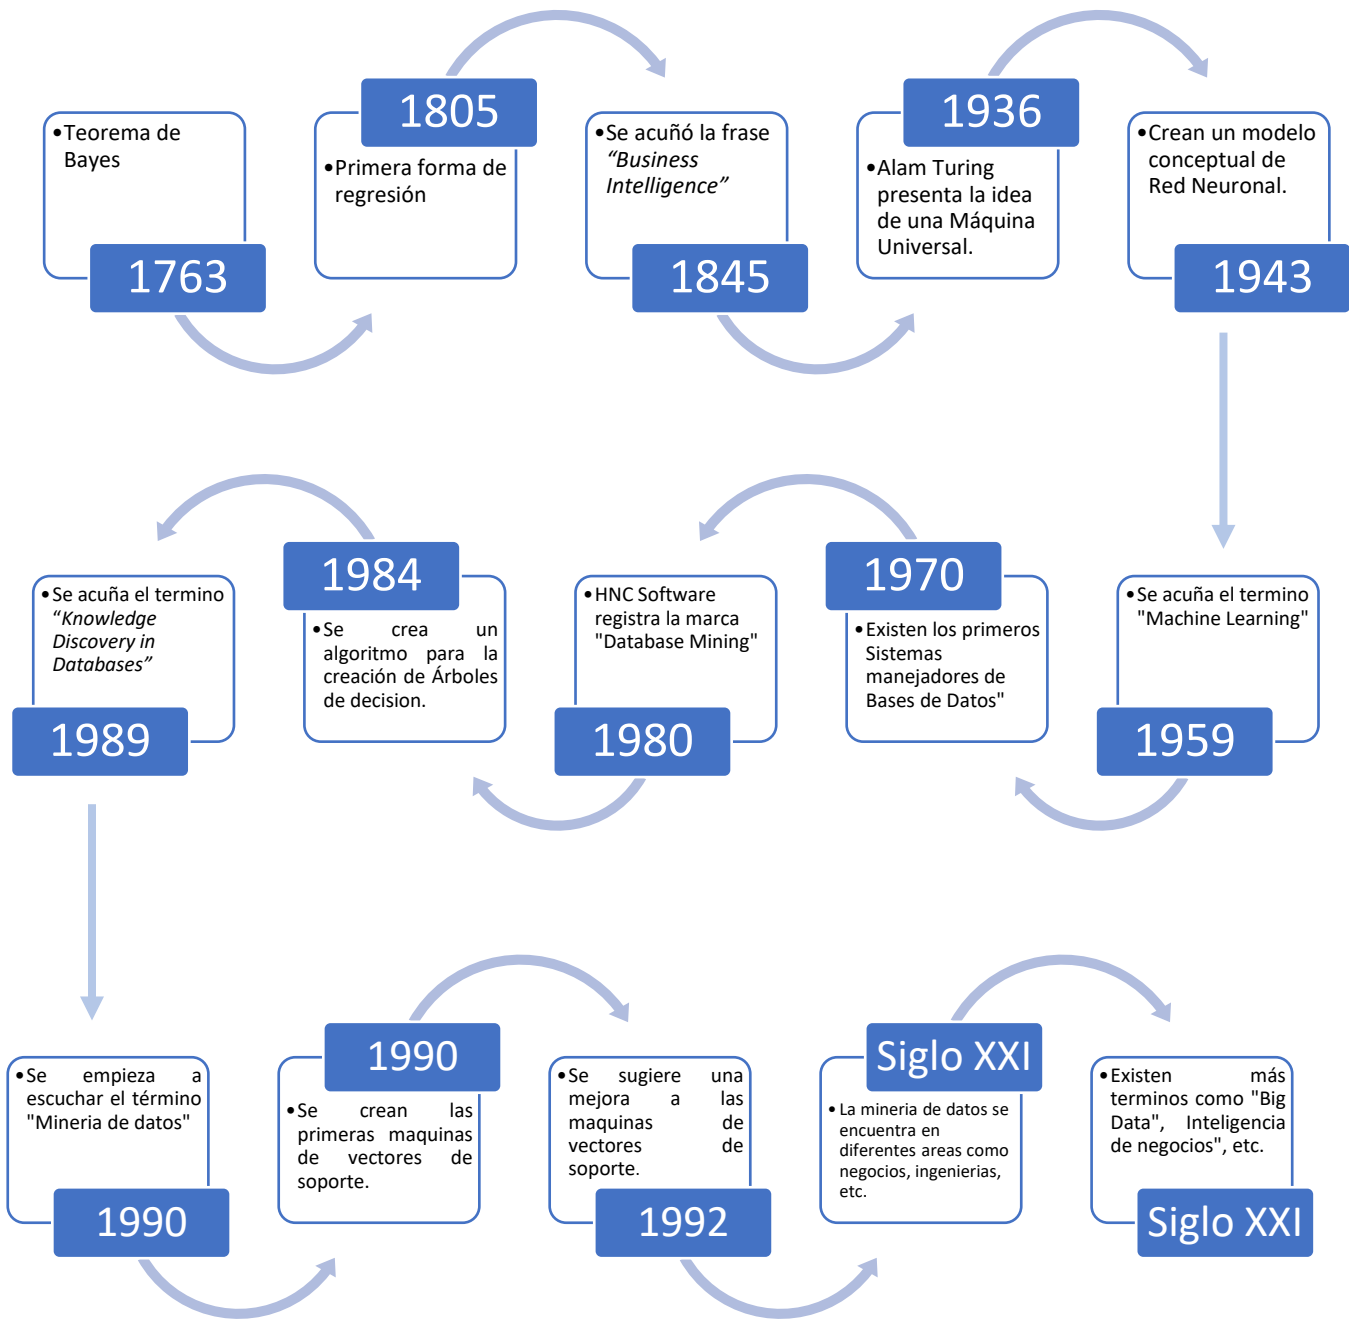 •Teorema de
Bayes
1763
1805
•Primera forma de
regresión
•Se acuñó la frase
“Business
Intelligence”
1845
1936
•Alam Turing
presenta la idea
de una Máquina
Universal.
•Crean un modelo
conceptual de
Red Neuronal.
1943
•Se acuña el termino
"Machine Learning"
1959
1970
•Existen los primeros
Sistemas
manejadores de
Bases de Datos"
•HNC Software
registra la marca
"Database Mining"
1980
1984
•Se crea un
algoritmo para la
creación de Árboles
de decision.
•Se acuña el termino
“Knowledge
Discovery in
Databases”
1989
•Se empieza a
escuchar el término
"Mineria de datos"
1990
1990
•Se crean las
primeras maquinas
de vectores de
soporte.
•Se sugiere una
mejora a las
maquinas de
vectores de
soporte.
1992
Siglo XXI
•La mineria de datos se
encuentra en
diferentes areas como
negocios, ingenierias,
etc.
•Existen más
terminos como "Big
Data", Inteligencia
de negocios", etc.
Siglo XXI